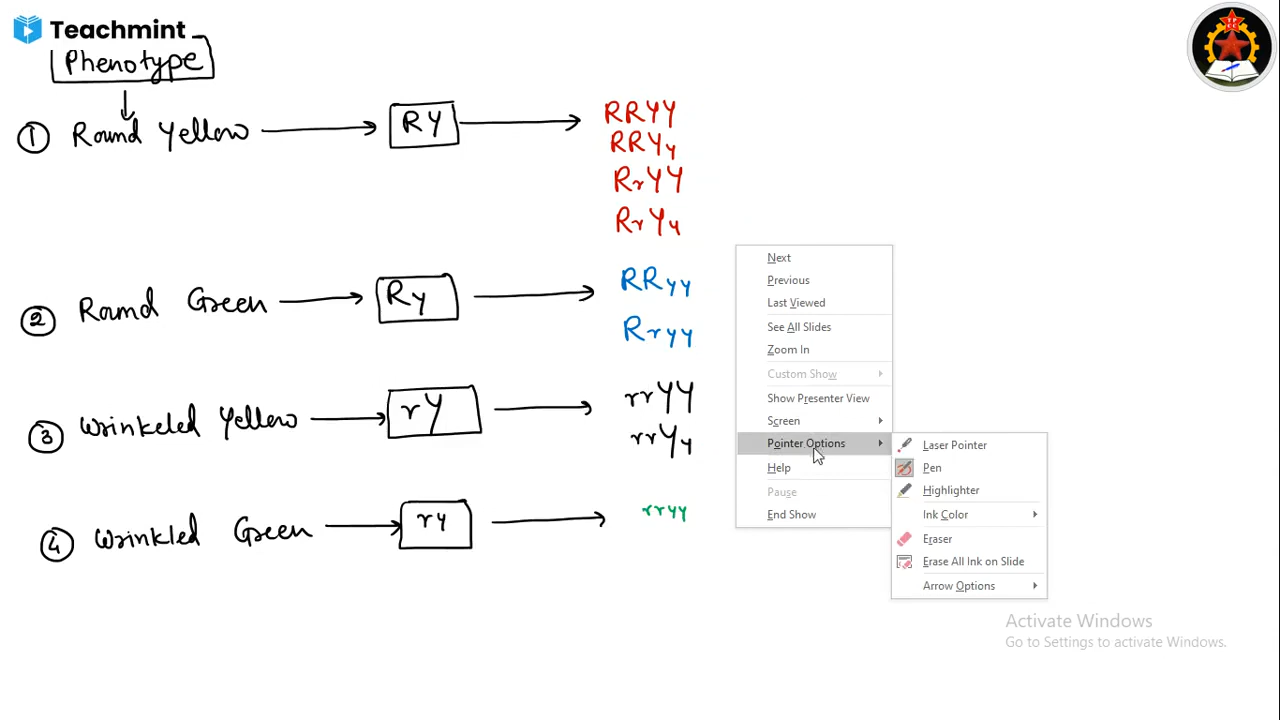 Teachmint
Phenotype
① Round Yellow → RY → RRYY
RRYy
RrYY
RrYy
② Round Green → Ry → RRyy
Rryy
③ Wrinkeled Yellow → rY → rrYY
rrYy
④ Wrinkled Green → ry → rryy
Next
Previous
Last Viewed
See All Slides
Zoom In
Custom Show
Show Presenter View
Screen
Pointer Options
Help
Pause
End Show
Laser Pointer
Pen
Highlighter
Ink Color
Eraser
Erase All Ink on Slide
Arrow Options
Activate Windows
Go to Settings to activate Windows.